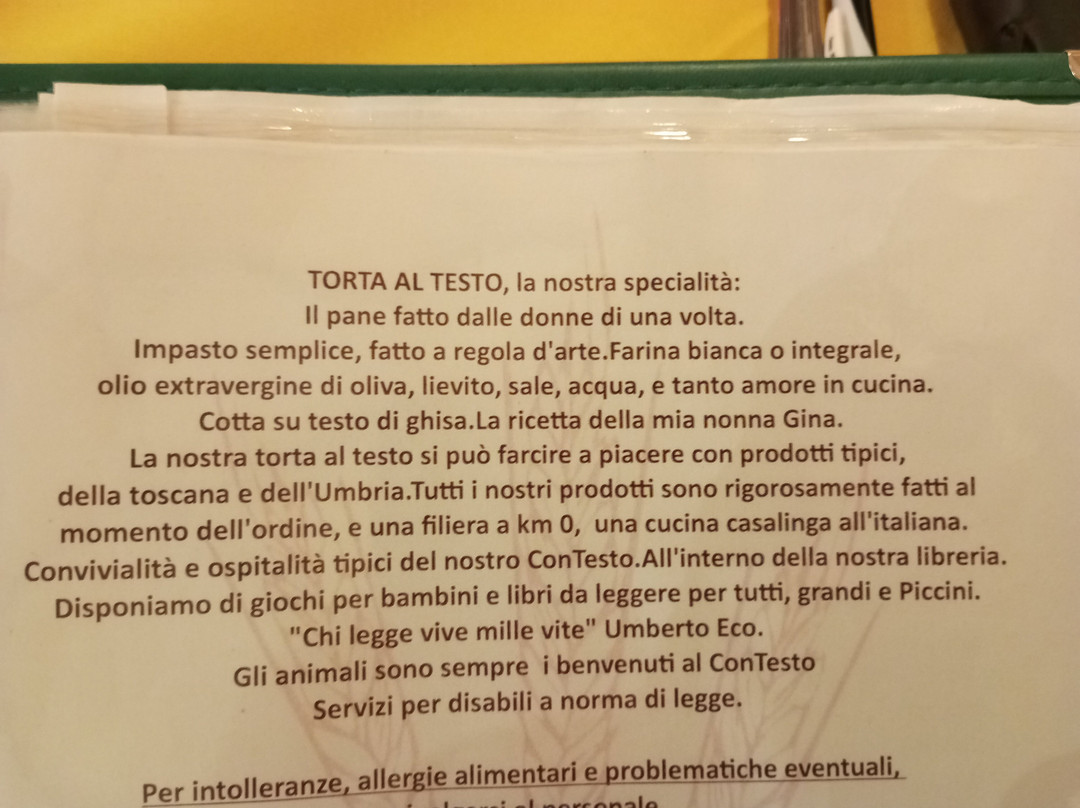 TORTA AL TESTO, la nostra specialità:
Il pane fatto dalle donne di una volta.
Impasto semplice, fatto a regola d'arte.Farina bianca o integrale,
olio extravergine di oliva, lievito, sale, acqua, e tanto amore in cucina.
Cotta su testo di ghisa.La ricetta della mia nonna Gina.
La nostra torta al testo si può farcire a piacere con prodotti tipici,
della toscana e dell'Umbria.Tutti i nostri prodotti sono rigorosamente fatti al
momento dell'ordine, e una filiera a km 0,  una cucina casalinga all'italiana.
Convivialità e ospitalità tipici del nostro ConTesto.All'interno della nostra libreria.
Disponiamo di giochi per bambini e libri da leggere per tutti, grandi e Piccini.
"Chi legge vive mille vite" Umberto Eco.
Gli animali sono sempre  i benvenuti al ConTesto
Servizi per disabili a norma di legge.
Per intolleranze, allergie alimentari e problematiche eventuali,
al personale